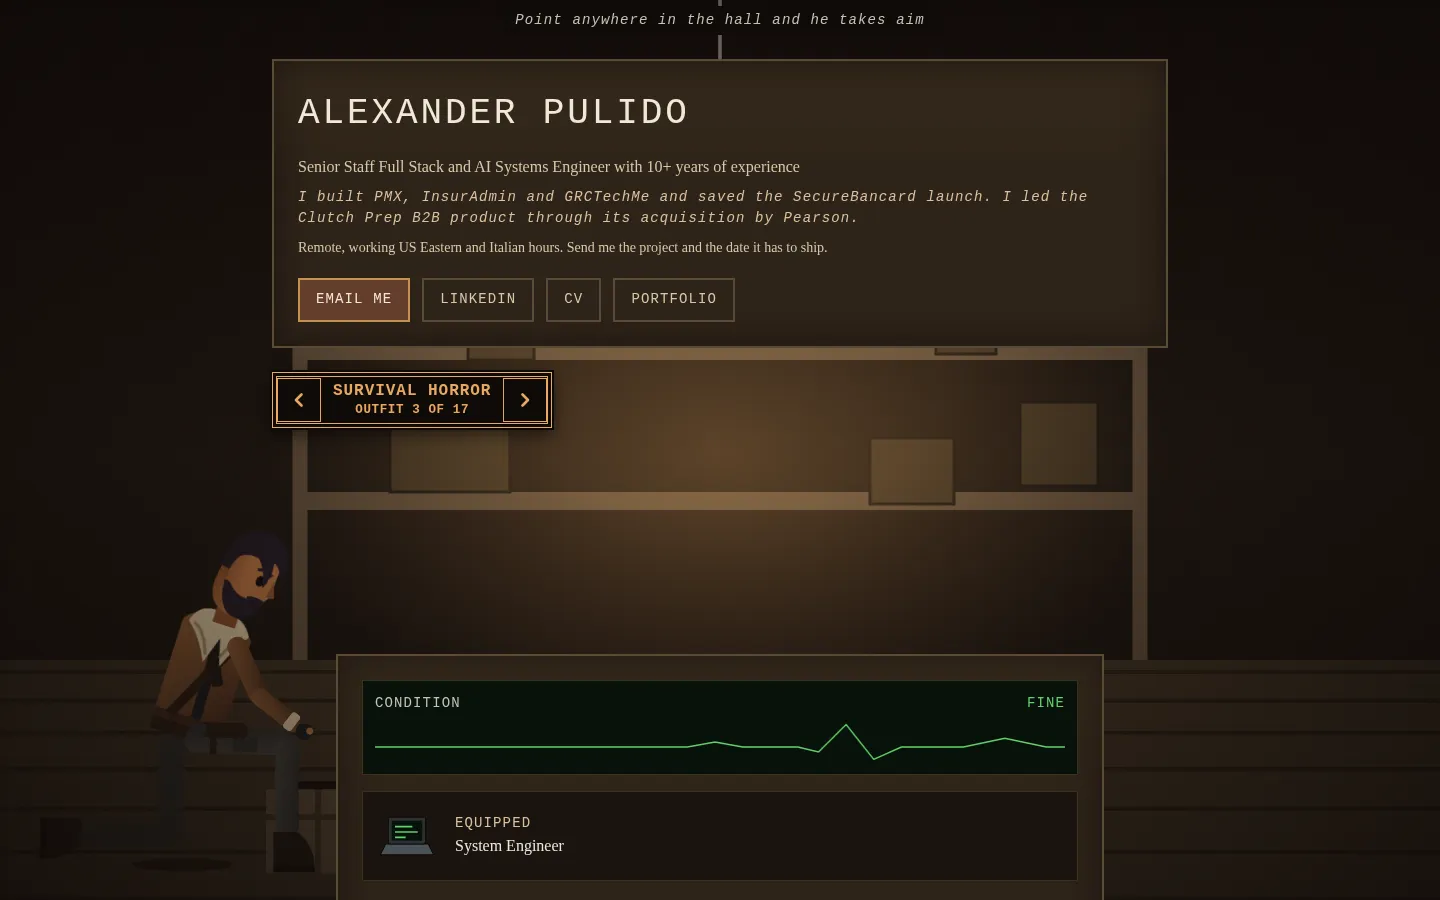 Point anywhere in the hall and he takes aim
ALEXANDER PULIDO
Senior Staff Full Stack and AI Systems Engineer with 10+ years of experience
I built PMX, InsurAdmin and GRCTechMe and saved the SecureBancard launch. I led the
Clutch Prep B2B product through its acquisition by Pearson.
Remote, working US Eastern and Italian hours. Send me the project and the date it has to ship.
EMAIL ME LINKEDIN CV PORTFOLIO
SURVIVAL HORROR
OUTFIT 3 OF 17
CONDITION FINE
EQUIPPED
System Engineer